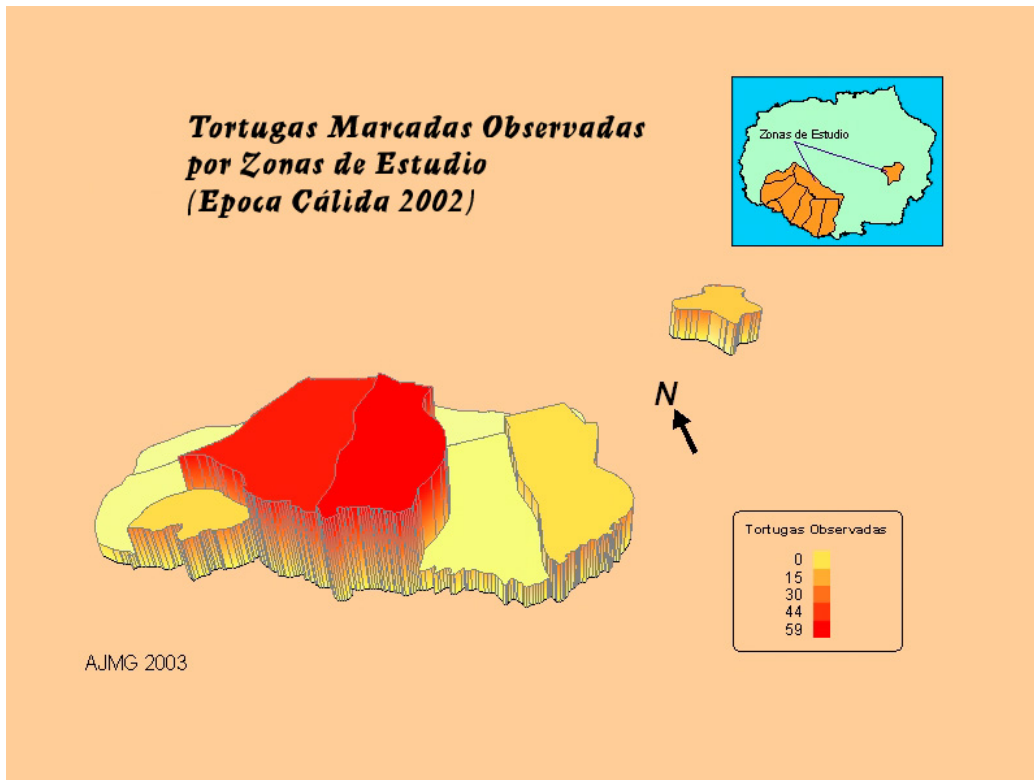 Tortugas Marcadas Observadas
por Zonas de Estudio
(Epoca Cálida 2002)
Zonas de Estudio
N
Tortugas Observadas
0
15
30
44
59
AJMG 2003